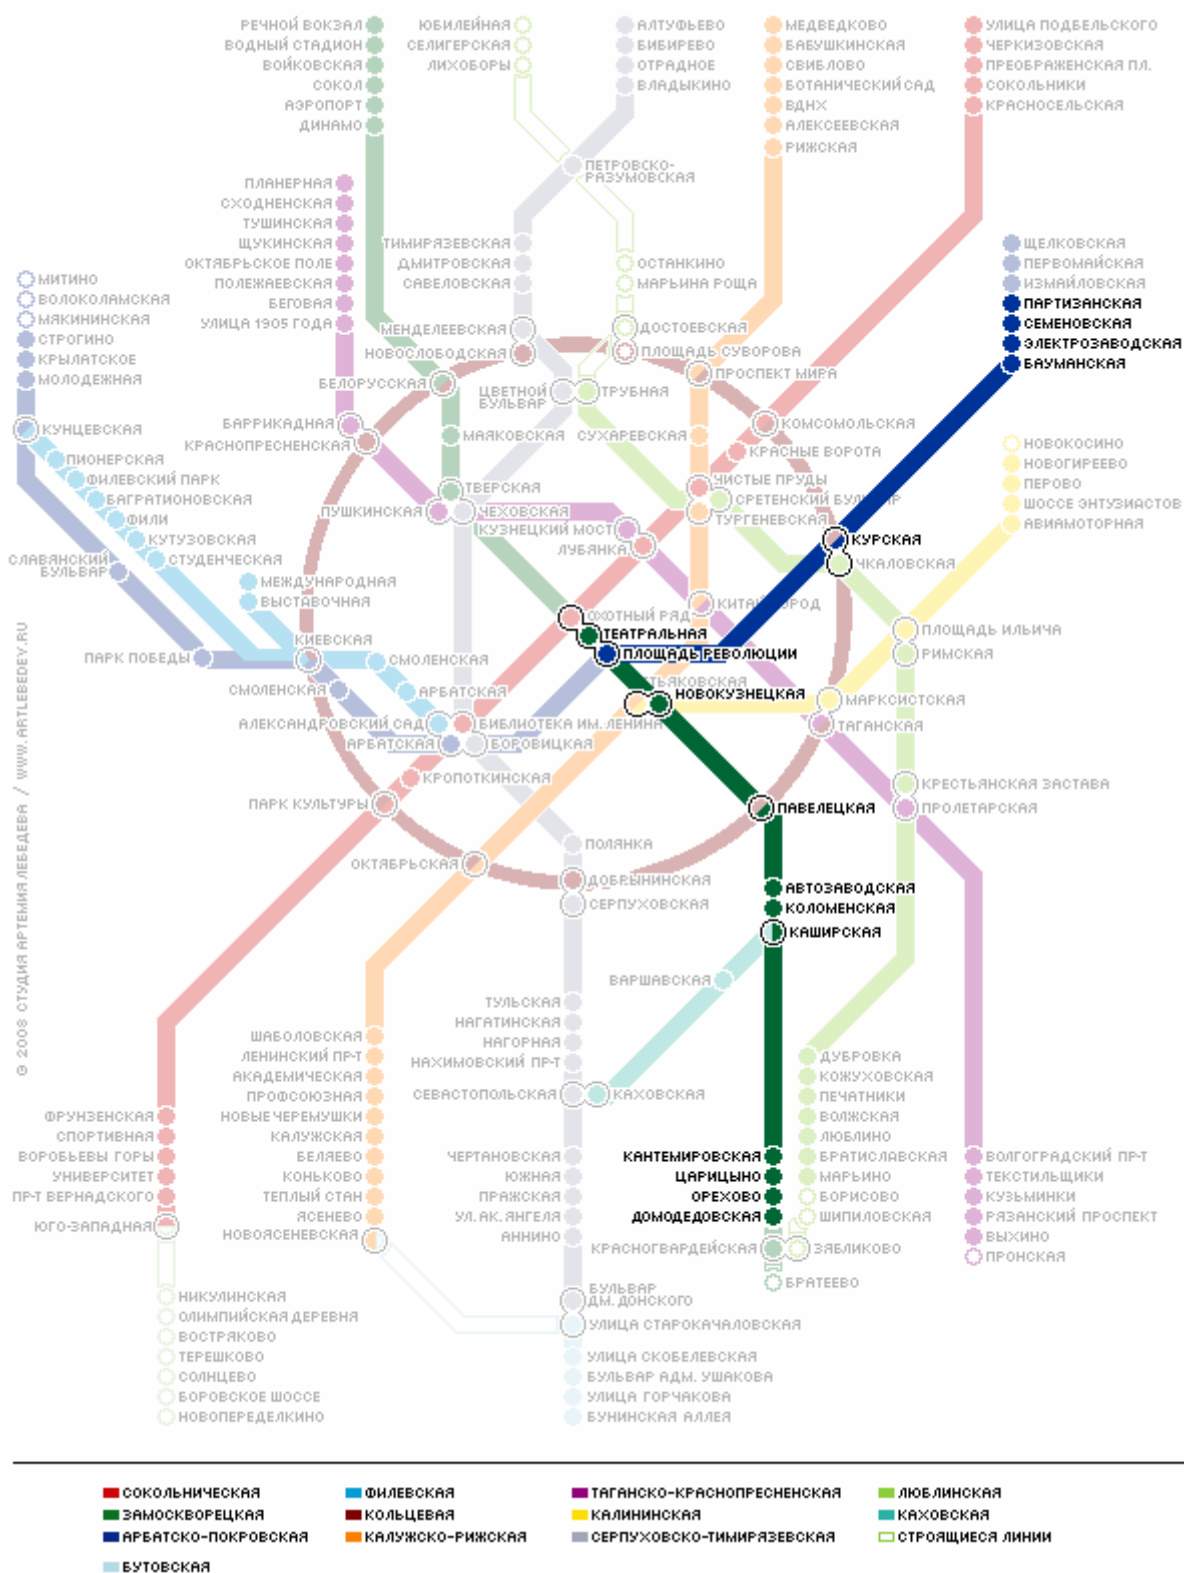 РЕЧНОЙ ВОКЗАЛ
ВОДНЫЙ СТАДИОН
ВОЙКОВСКАЯ
СОКОЛ
АЭРОПОРТ
ДИНАМО
ЮБИЛЕЙНАЯ
СЕЛИГЕРСКАЯ
ЛИХОБОРЫ
АЛТУФЬЕВО
БИБИРЕВО
ОТРАДНОЕ
ВЛАДЫКИНО
МЕДВЕДКОВО
БАБУШКИНСКАЯ
СВИБЛОВО
БОТАНИЧЕСКИЙ САД
ВДНХ
АЛЕКСЕЕВСКАЯ
РИЖСКАЯ
УЛИЦА ПОДБЕЛЬСКОГО
ЧЕРКИЗОВСКАЯ
ПРЕОБРАЖЕНСКАЯ ПЛ.
СОКОЛЬНИКИ
КРАСНОСЕЛЬСКАЯ
ПЕТРОВСКО-
РАЗУМОВСКАЯ
ПЛАНЕРНАЯ
СХОДНЕНСКАЯ
ТУШИНСКАЯ
ЩУКИНСКАЯ
ОКТЯБРЬСКОЕ ПОЛЕ
ПОЛЕЖАЕВСКАЯ
БЕГОВАЯ
УЛИЦА 1905 ГОДА
ТИМИРЯЗЕВСКАЯ
ДМИТРОВСКАЯ
САВЕЛОВСКАЯ
ОСТАНКИНО
МАРЬИНА РОЩА
ЩЕЛКОВСКАЯ
ПЕРВОМАЙСКАЯ
ИЗМАЙЛОВСКАЯ
ПАРТИЗАНСКАЯ
СЕМЕНОВСКАЯ
ЭЛЕКТРОЗАВОДСКАЯ
БАУМАНСКАЯ
МИТИНО
ВОЛОКОЛАМСКАЯ
МЯКИНИНСКАЯ
СТРОГИНО
КРЫЛАТСКОЕ
МОЛОДЕЖНАЯ
МЕНДЕЛЕЕВСКАЯ
НОВОСЛОБОДСКАЯ
ДОСТОЕВСКАЯ
ПЛОЩАДЬ СУВОРОВА
ПРОСПЕКТ МИРА
БЕЛОРУССКАЯ
ЦВЕТНОЙ
БУЛЬВАР
ТРУБНАЯ
КУНЦЕВСКАЯ
БАРРИКАДНАЯ
КРАСНОПРЕСНЕНСКАЯ
МАЯКОВСКАЯ
СУХАРЕВСКАЯ
КОМСОМОЛЬСКАЯ
КРАСНЫЕ ВОРОТА
НОВОКОСИНО
НОВОГИРЕЕВО
ПЕРОВО
ШОССЕ ЭНТУЗИАСТОВ
АВИАМОТОРНАЯ
ПИОНЕРСКАЯ
ФИЛЕВСКИЙ ПАРК
БАГРАТИОНОВСКАЯ
ФИЛИ
КУТУЗОВСКАЯ
СТУДЕНЧЕСКАЯ
ТВЕРСКАЯ
ПУШКИНСКАЯ
ЧЕХОВСКАЯ
КУЗНЕЦКИЙ МОСТ
ЛУБЯНКА
ЧИСТЫЕ ПРУДЫ
СРЕТЕНСКИЙ
ТУРГЕНЕВСКАЯ
КУРСКАЯ
ЧКАЛОВСКАЯ
СЛАВЯНСКИЙ
БУЛЬВАР
МЕЖДУНАРОДНАЯ
ВЫСТАВОЧНАЯ
КИЕВСКАЯ
ПАРК ПОБЕДЫ
ОХОТНЫЙ РЯД
ТЕАТРАЛЬНАЯ
ПЛОЩАДЬ РЕВОЛЮЦИИ
ПЛОЩАДЬ ИЛЬИЧА
РИМСКАЯ
СМОЛЕНСКАЯ
СМОЛЕНСКАЯ
АРБАТСКАЯ
НОВОКУЗНЕЦКАЯ
МАРКСИСТСКАЯ
ТАГАНСКАЯ
АЛЕКСАНДРОВСКИЙ САД
БИБЛИОТЕКА ИМ. ЛЕНИНА
АРБАТСКАЯ
БОРОВИЦКАЯ
КРОПОТКИНСКАЯ
ПАРК КУЛЬТУРЫ
ПАВЕЛЕЦКАЯ
КРЕСТЬЯНСКАЯ ЗАСТАВА
ПРОЛЕТАРСКАЯ
ПОЛЯНКА
ОКТЯБРЬСКАЯ
ДОБРЫНИНСКАЯ
СЕРПУХОВСКАЯ
АВТОЗАВОДСКАЯ
КОЛОМЕНСКАЯ
КАШИРСКАЯ
ВАРШАВСКАЯ
© 2008 СТУДИЯ АРТЕМИЯ ЛЕБЕДЕВА / WWW.ARTLEBEDEV.RU
ТУЛЬСКАЯ
НАГАТИНСКАЯ
НАГОРНАЯ
НАХИМОВСКИЙ ПР-Т
СЕВАСТОПОЛЬСКАЯ
КАХОВСКАЯ
ШАБОЛОВСКАЯ
ЛЕНИНСКИЙ ПР-Т
АКАДЕМИЧЕСКАЯ
ПРОФСОЮЗНАЯ
НОВЫЕ ЧЕРЕМУШКИ
КАЛУЖСКАЯ
БЕЛЯЕВО
КОНЬКОВО
ТЕПЛЫЙ СТАН
ЯСЕНЕВО
НОВОЯСЕНЕВСКАЯ
ФРУНЗЕНСКАЯ
СПОРТИВНАЯ
ВОРОБЬЕВЫ ГОРЫ
УНИВЕРСИТЕТ
ПР-Т ВЕРНАДСКОГО
ЮГО-ЗАПАДНАЯ
ЧЕРТАНОВСКАЯ
ЮЖНАЯ
ПРАЖСКАЯ
УЛ. АК. ЯНГЕЛЯ
АННИНО
КАНТЕМИРОВСКАЯ
ЦАРИЦЫНО
ОРЕХОВО
ДОМОДЕДОВСКАЯ
КРАСНОГВАРДЕЙСКАЯ
БРАТЕЕВО
ДУБРОВКА
КОЖУХОВСКАЯ
ПЕЧАТНИКИ
ВОЛЖСКАЯ
ЛЮБЛИНО
БРАТИСЛАВСКАЯ
МАРЬИНО
БОРИСОВО
ШИПИЛОВСКАЯ
ЗЯБЛИКОВО
ВОЛГОГРАДСКИЙ ПР-Т
ТЕКСТИЛЬЩИКИ
КУЗЬМИНКИ
РЯЗАНСКИЙ ПРОСПЕКТ
ВЫХИНО
ПРОНСКАЯ
НИКУЛИНСКАЯ
ОЛИМПИЙСКАЯ ДЕРЕВНЯ
ВОСТРЯКОВО
ТЕРЕШКОВО
СОЛНЦЕВО
БОРОВСКОЕ ШОССЕ
НОВОПЕРЕДЕЛКИНО
БУЛЬВАР
ДМ. ДОНСКОГО
УЛИЦА СТАРОКАЧАЛОВСКАЯ
УЛИЦА СКОБЕЛЕВСКАЯ
БУЛЬВАР АДМ. УШАКОВА
УЛИЦА ГОРЧАКОВА
БУНИНСКАЯ АЛЛЕЯ
СОКОЛЬНИЧЕСКАЯ
ЗАМОСКВОРЕЦКАЯ
АРБАТСКО-ПОКРОВСКАЯ
БУТОВСКАЯ
ФИЛЕВСКАЯ
КОЛЬЦЕВАЯ
КАЛУЖСКО-РИЖСКАЯ
ТАГАНСКО-КРАСНОПРЕСНЕНСКАЯ
КАЛИНИНСКАЯ
СЕРПУХОВСКО-ТИМИРЯЗЕВСКАЯ
ЛЮБЛИНСКАЯ
КАХОВСКАЯ
СТРОЯЩИЕСЯ ЛИНИИ